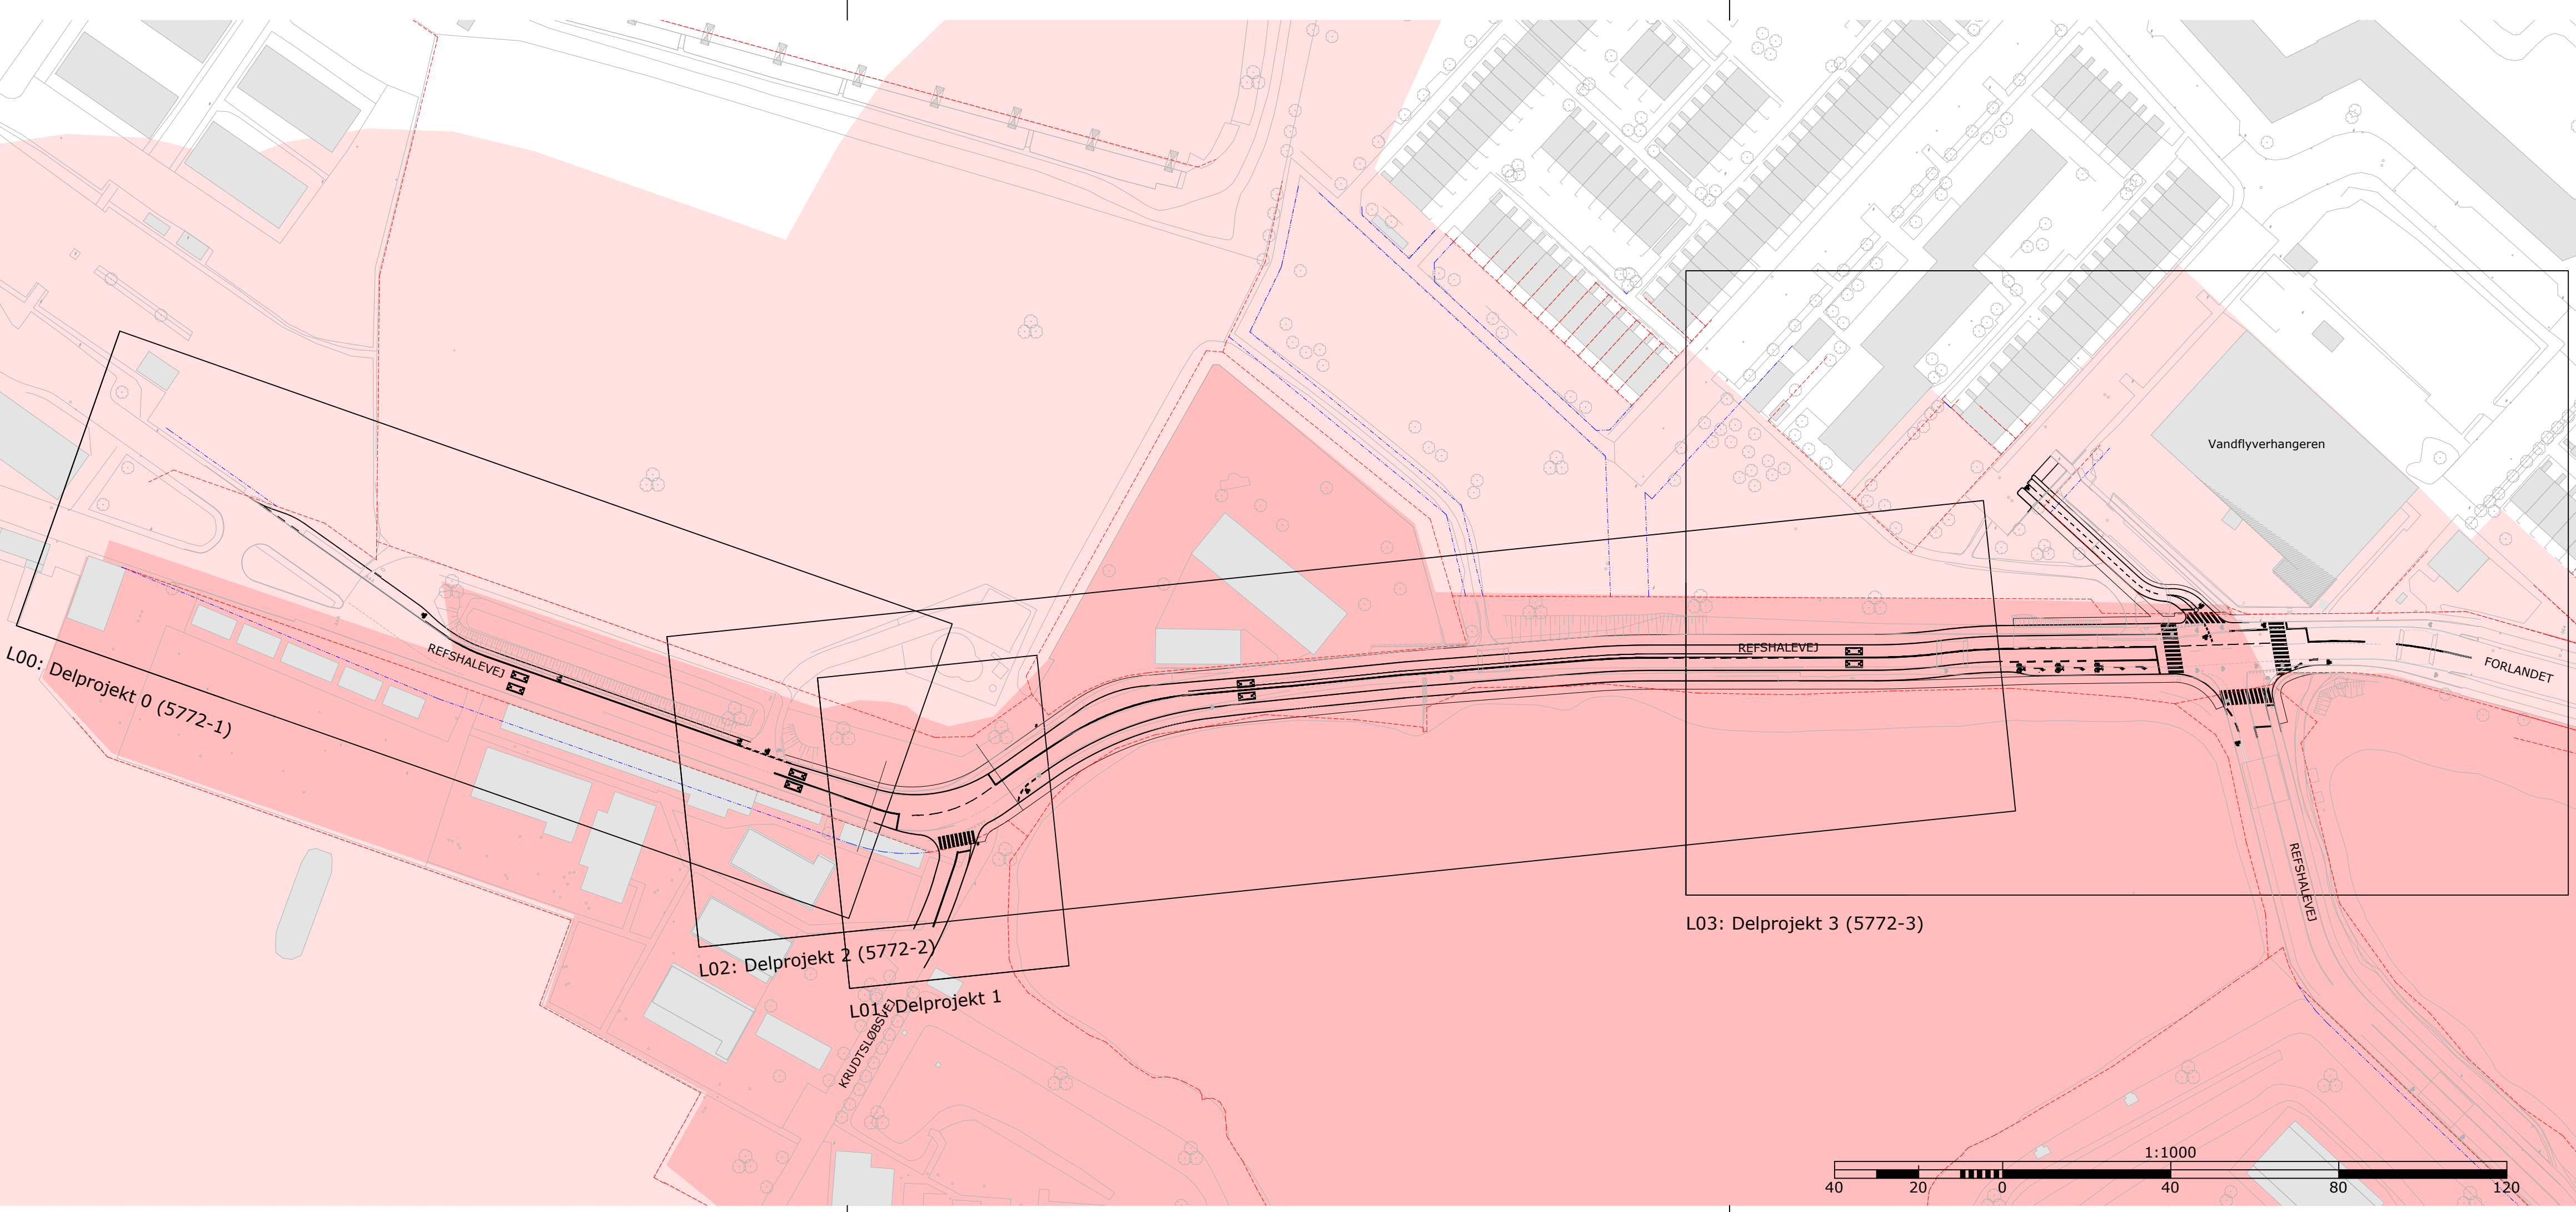 Vandflyverhangeren
REFSHALEVEJ
REFSHALEVEJ
FORLANDET
L00: Delprojekt 0 (5772-1)
REFSHALEVEJ
L03: Delprojekt 3 (5772-3)
L02: Delprojekt 2 (5772-2)
L01: Delprojekt 1
KRUDTSLØBSVEJ
1:1000
40 20 0 40 80 120